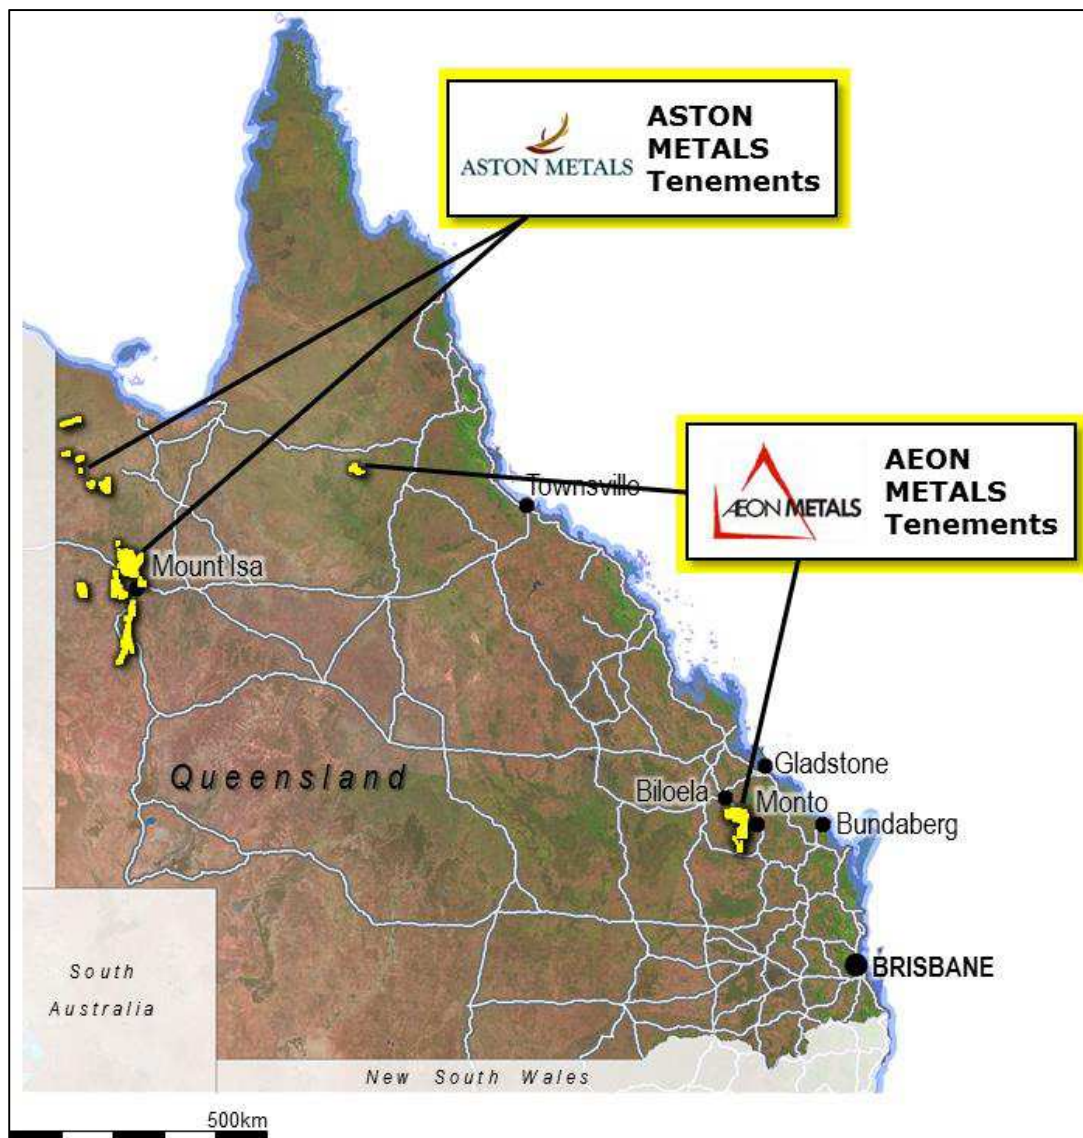 ASTON METALS
ASTON
METALS
Tenements
AEON METALS
AEON
METALS
Tenements
Townsville
Mount Isa
Queensland
Gladstone
Biloela
Monto
Bundaberg
BRISBANE
South
Australia
New South Wales
500km